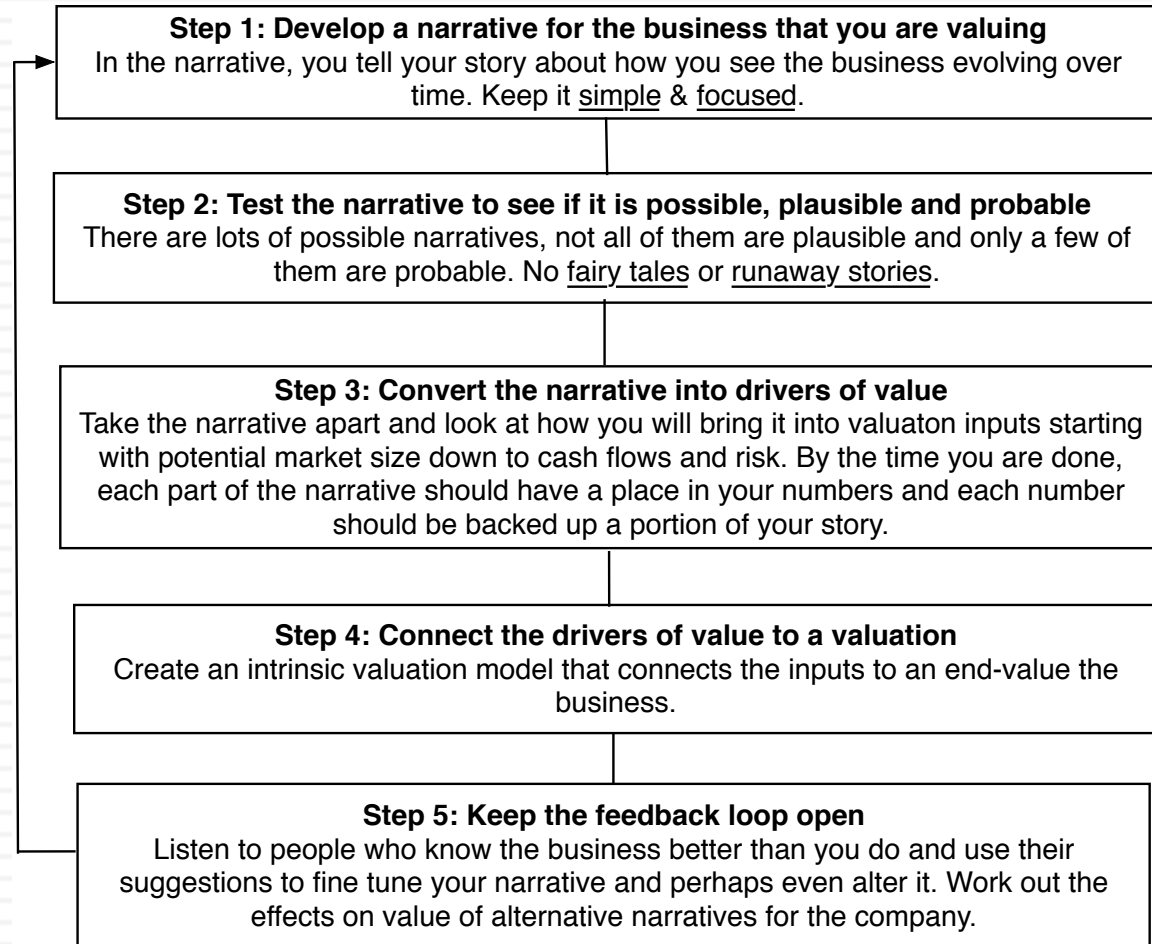 Step 1: Develop a narrative for the business that you are valuing
In the narrative, you tell your story about how you see the business evolving over
time. Keep it simple & focused.
Step 2: Test the narrative to see if it is possible, plausible and probable
There are lots of possible narratives, not all of them are plausible and only a few of
them are probable. No fairy tales or runaway stories.
Step 3: Convert the narrative into drivers of value
Take the narrative apart and look at how you will bring it into valuaton inputs starting
with potential market size down to cash flows and risk. By the time you are done,
each part of the narrative should have a place in your numbers and each number
should be backed up a portion of your story.
Step 4: Connect the drivers of value to a valuation
Create an intrinsic valuation model that connects the inputs to an end-value the
business.
Step 5: Keep the feedback loop open
Listen to people who know the business better than you do and use their
suggestions to fine tune your narrative and perhaps even alter it. Work out the
effects on value of alternative narratives for the company.